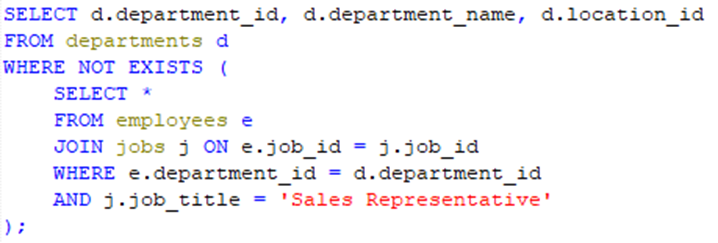 SELECT d.department_id, d.department_name, d.location_id
FROM departments d
WHERE NOT EXISTS (
    SELECT *
    FROM employees e
    JOIN jobs j ON e.job_id = j.job_id
    WHERE e.department_id = d.department_id
    AND j.job_title = 'Sales Representative'
);